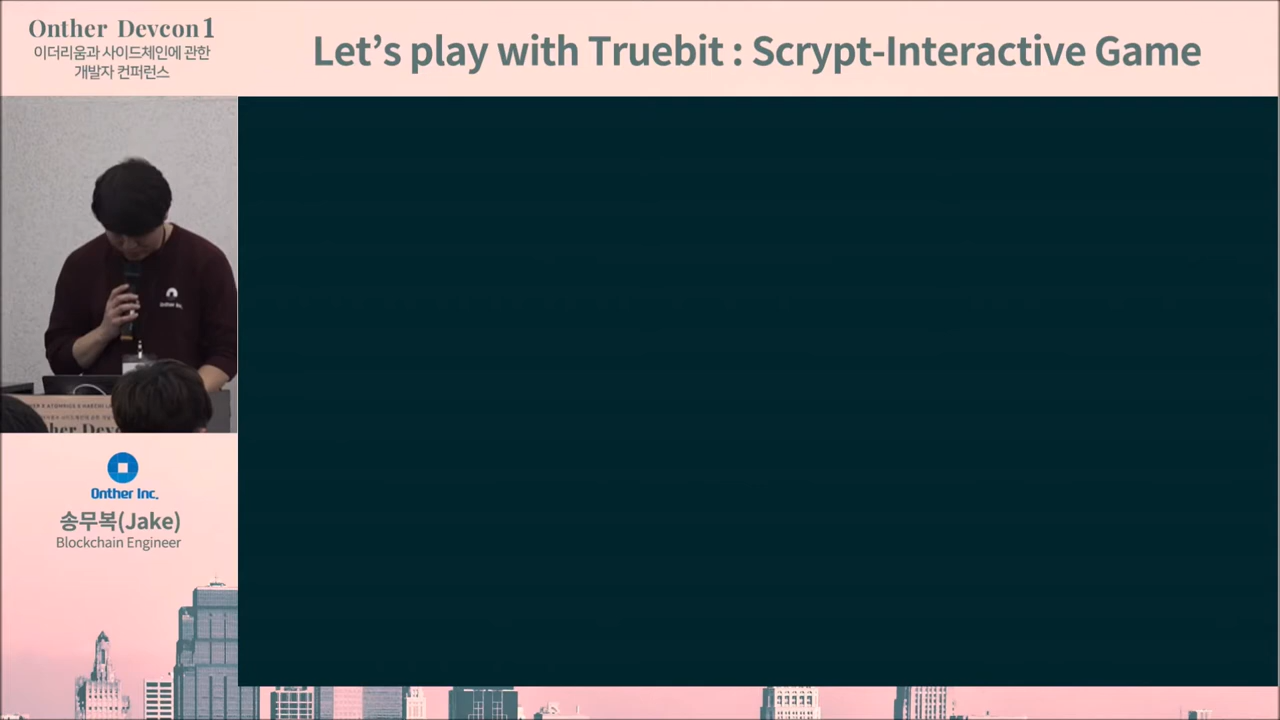 Onther Devcon 1
이더리움과 사이드체인에 관한
개발자 컨퍼런스
Let's play with Truebit : Scrypt-Interactive Game
Onther Inc.
Onther Inc.
송무복(Jake)
Blockchain Engineer